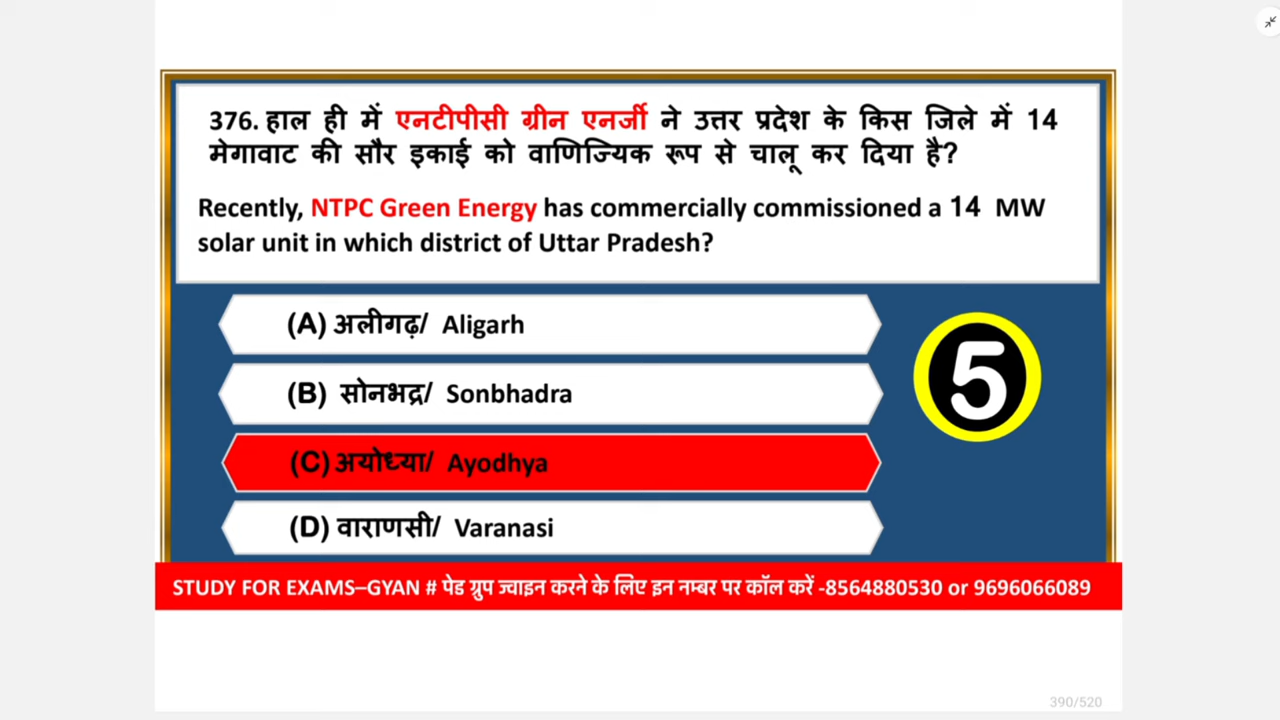 376. हाल ही में एनटीपीसी ग्रीन एनर्जी ने उत्तर प्रदेश के किस जिले में 14
मेगावाट की सौर इकाई को वाणिज्यिक रूप से चालू कर दिया है?
Recently, NTPC Green Energy has commercially commissioned a 14 MW
solar unit in which district of Uttar Pradesh?
(A) अलीगढ़/ Aligarh
(B) सोनभद्र/ Sonbhadra
5
(C) अयोध्या/ Ayodhya
(D) वाराणसी/ Varanasi
STUDY FOR EXAMS–GYAN # पेड ग्रुप ज्वाइन करने के लिए इन नम्बर पर कॉल करें -8564880530 or 9696066089
390/520